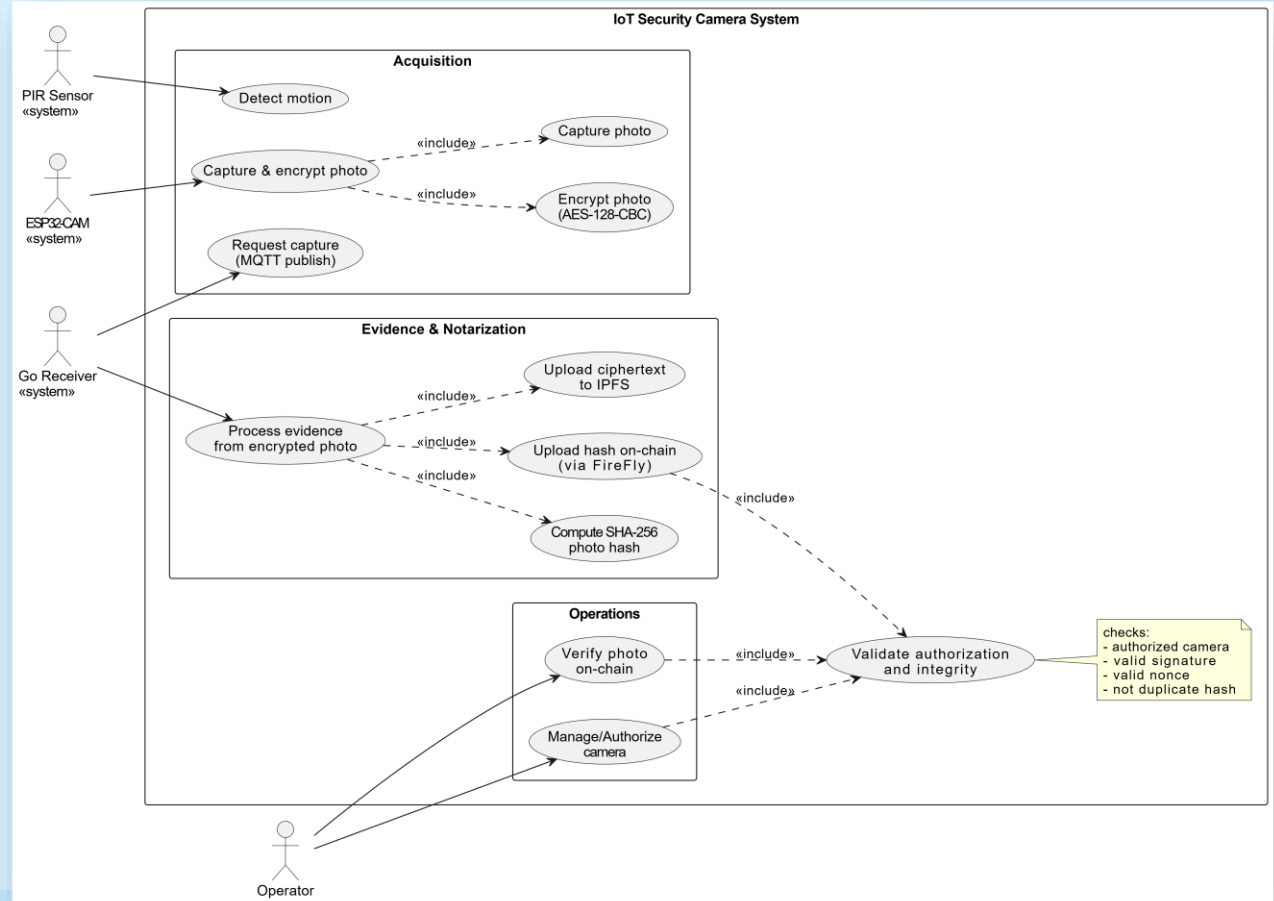 IoT Security Camera System
Acquisition
PIR Sensor
«system»
Detect motion
Capture photo
«include»
Capture & encrypt photo
ESP32-CAM
«system»
«include»
Encrypt photo
(AES-128-CBC)
Request capture
(MQTT publish)
Evidence & Notarization
Go Receiver
«system»
Upload ciphertext
to IPFS
«include»
Process evidence
from encrypted photo
«include»
Upload hash on-chain
(via FireFly)
«include»
«include»
Compute SHA-256
photo hash
Operations
Verify photo
on-chain
«include»
Validate authorization
and integrity
checks:
- authorized camera
- valid signature
- valid nonce
- not duplicate hash
«include»
Manage/Authorize
camera
Operator